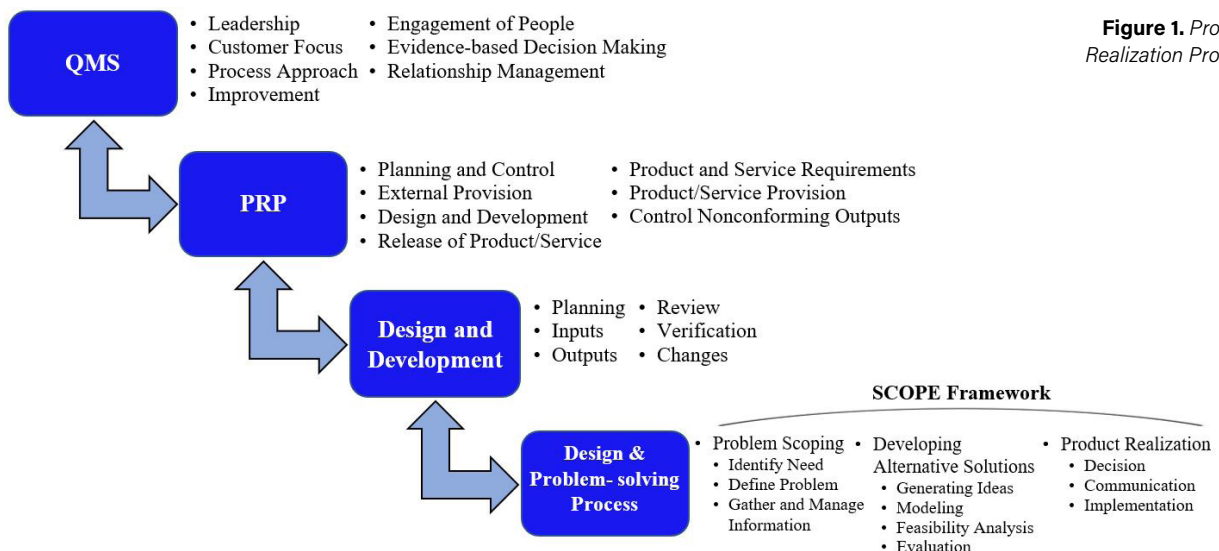 Figure 1. Pro
Realization Pro
QMS
• Leadership
• Customer Focus
• Process Approach
• Improvement
• Engagement of People
• Evidence-based Decision Making
• Relationship Management
PRP
• Planning and Control
• External Provision
• Design and Development
• Release of Product/Service
• Product and Service Requirements
• Product/Service Provision
• Control Nonconforming Outputs
Design and
Development
• Planning
• Inputs
• Outputs
• Review
• Verification
• Changes
SCOPE Framework
Design &
Problem- solving
Process
• Problem Scoping
• Identify Need
• Define Problem
• Gather and Manage
Information
• Developing
Alternative Solutions
• Generating Ideas
• Modeling
• Feasibility Analysis
• Evaluation
• Product Realization
• Decision
• Communication
• Implementation